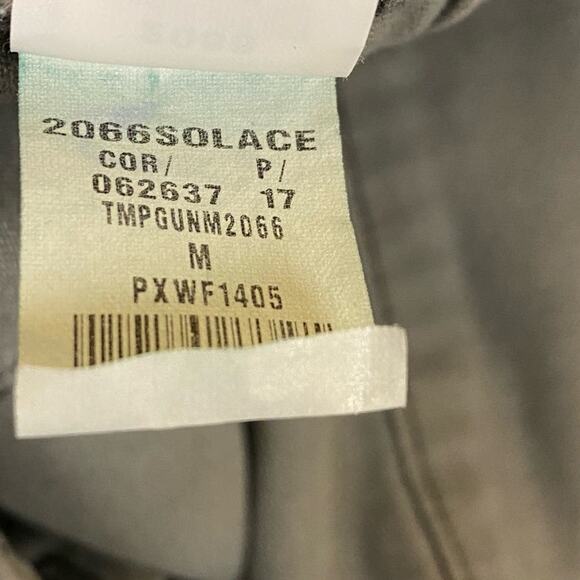 2066SOLACE
COR/ P/
062637 17
TMPGUNM2066
M
PXWF1405